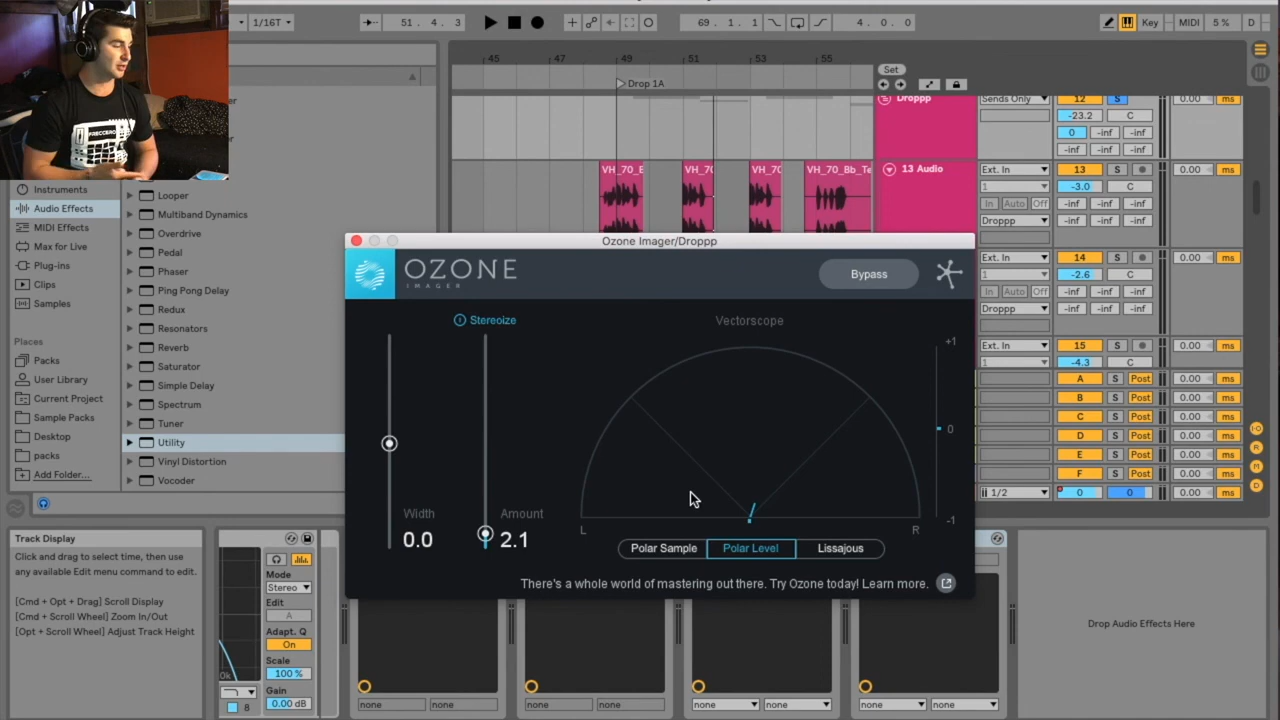 1/16T
51. 4. 3
69. 1. 1
4. 0. 0
Key
MIDI
5 %
D
45
47
49
51
53
55
Set
Drop 1A
Droppp
Sends Only
12
S
0.00
ms
-23.2
C
0
-inf
-inf
-inf
-inf
VH_70_E
VH_70
VH_70
VH_70_Bb_Te
13 Audio
Ext. In
13
S
0.00
ms
1
-3.0
C
In
Auto
Off
-inf
-inf
Droppp
-inf
-inf
Ext. In
14
S
0.00
ms
1
-2.6
C
In
Auto
Off
-inf
-inf
Droppp
-inf
-inf
Ext. In
15
S
0.00
ms
1
-4.3
C
A
S
Post
0.00
ms
B
S
Post
0.00
ms
C
S
Post
0.00
ms
D
S
Post
0.00
ms
E
S
Post
0.00
ms
F
S
Post
0.00
ms
1/2
0
0
0.00
ms
I·O
R
M
D
Instruments
Audio Effects
MIDI Effects
Max for Live
Plug-ins
Clips
Samples
Places
Packs
User Library
Current Project
Sample Packs
Desktop
packs
Add Folder...
Looper
Multiband Dynamics
Overdrive
Pedal
Phaser
Ping Pong Delay
Redux
Resonators
Reverb
Saturator
Simple Delay
Spectrum
Tuner
Utility
Vinyl Distortion
Vocoder
Ozone Imager/Droppp
OZONE
IMAGER
Bypass
Stereoize
Vectorscope
+1
0
-1
Width
0.0
Amount
2.1
L
R
Polar Sample
Polar Level
Lissajous
There's a whole world of mastering out there. Try Ozone today! Learn more.
Track Display
Click and drag to select time, then use
any available Edit menu command to edit.
[Cmd + Opt + Drag] Scroll Display
[Cmd + Scroll Wheel] Zoom In/Out
[Opt + Scroll Wheel] Adjust Track Height
Mode
Stereo
Edit
A
Adapt. Q
On
Scale
100 %
Gain
0.00 dB
0k
8
none
none
none
none
none
none
none
none
Drop Audio Effects Here